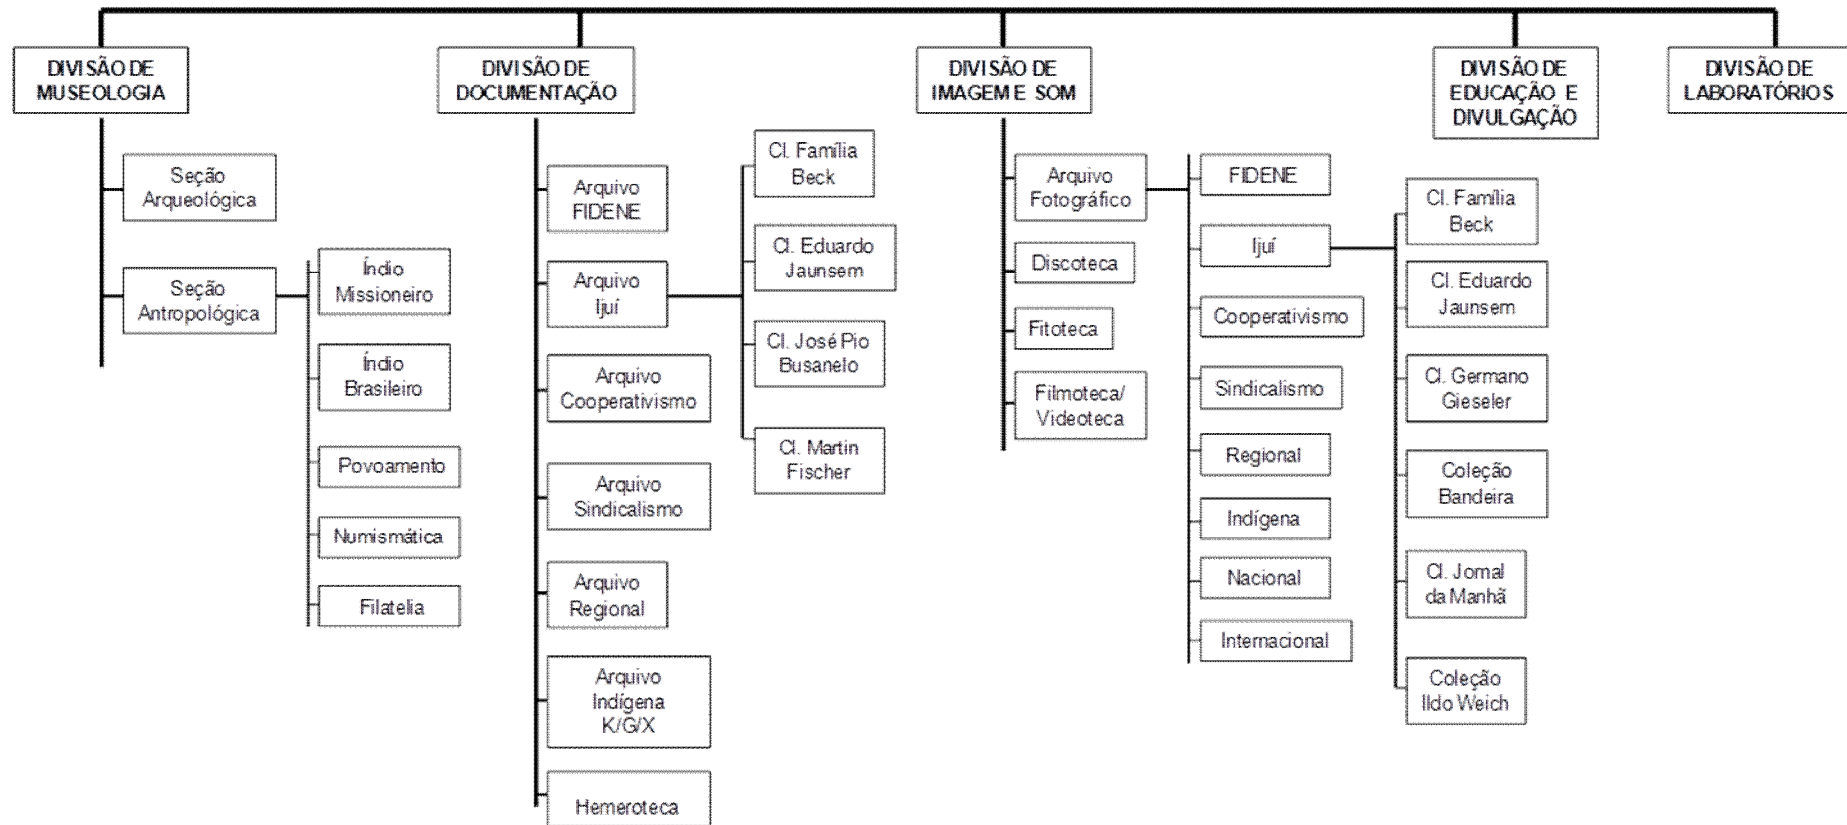 DIVISÃO DE
MUSEOLOGIA
Seção
Arqueológica
Seção
Antropológica
Índio
Missioneiro
Índio
Brasileiro
Povoamento
Numismática
Filatelia
DIVISÃO DE
DOCUMENTAÇÃO
Arquivo
FIDENE
Arquivo
Ijuí
Arquivo
Cooperativismo
Arquivo
Sindicalismo
Arquivo
Regional
Arquivo
Indígena
K/G/X
Hemeroteca
Cl. Família
Beck
Cl. Eduardo
Jaunsem
Cl. José Pio
Busanelo
Cl. Martin
Fischer
DIVISÃO DE
IMAGEM E SOM
Arquivo
Fotográfico
Discoteca
Fitoteca
Filmoteca/
Videoteca
FIDENE
Ijuí
Cooperativismo
Sindicalismo
Regional
Indígena
Nacional
Internacional
Cl. Família
Beck
Cl. Eduardo
Jaunsem
Cl. Germano
Gieseler
Coleção
Bandeira
Cl. Jornal
da Manhã
Coleção
Ildo Weich
DIVISÃO DE
EDUCAÇÃO E
DIVULGAÇÃO
DIVISÃO DE
LABORATÓRIOS